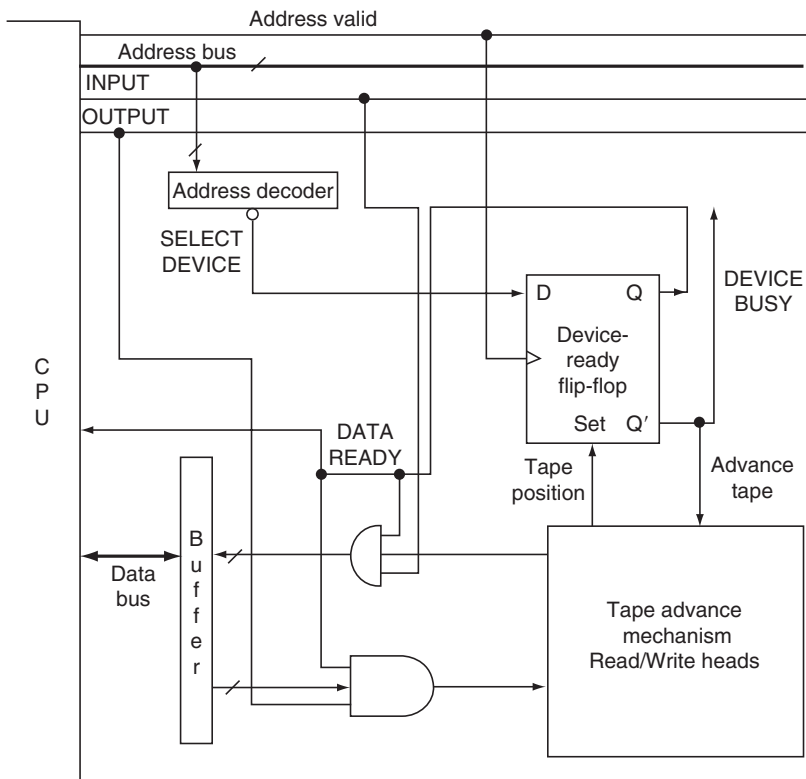 Address valid
Address bus
INPUT
OUTPUT
Address decoder
SELECT
DEVICE
D
Q
Device-
ready
flip-flop
Set
Q′
DEVICE
BUSY
C
P
U
DATA
READY
Tape
position
Advance
tape
B
u
f
f
e
r
Data
bus
Tape advance
mechanism
Read/Write heads